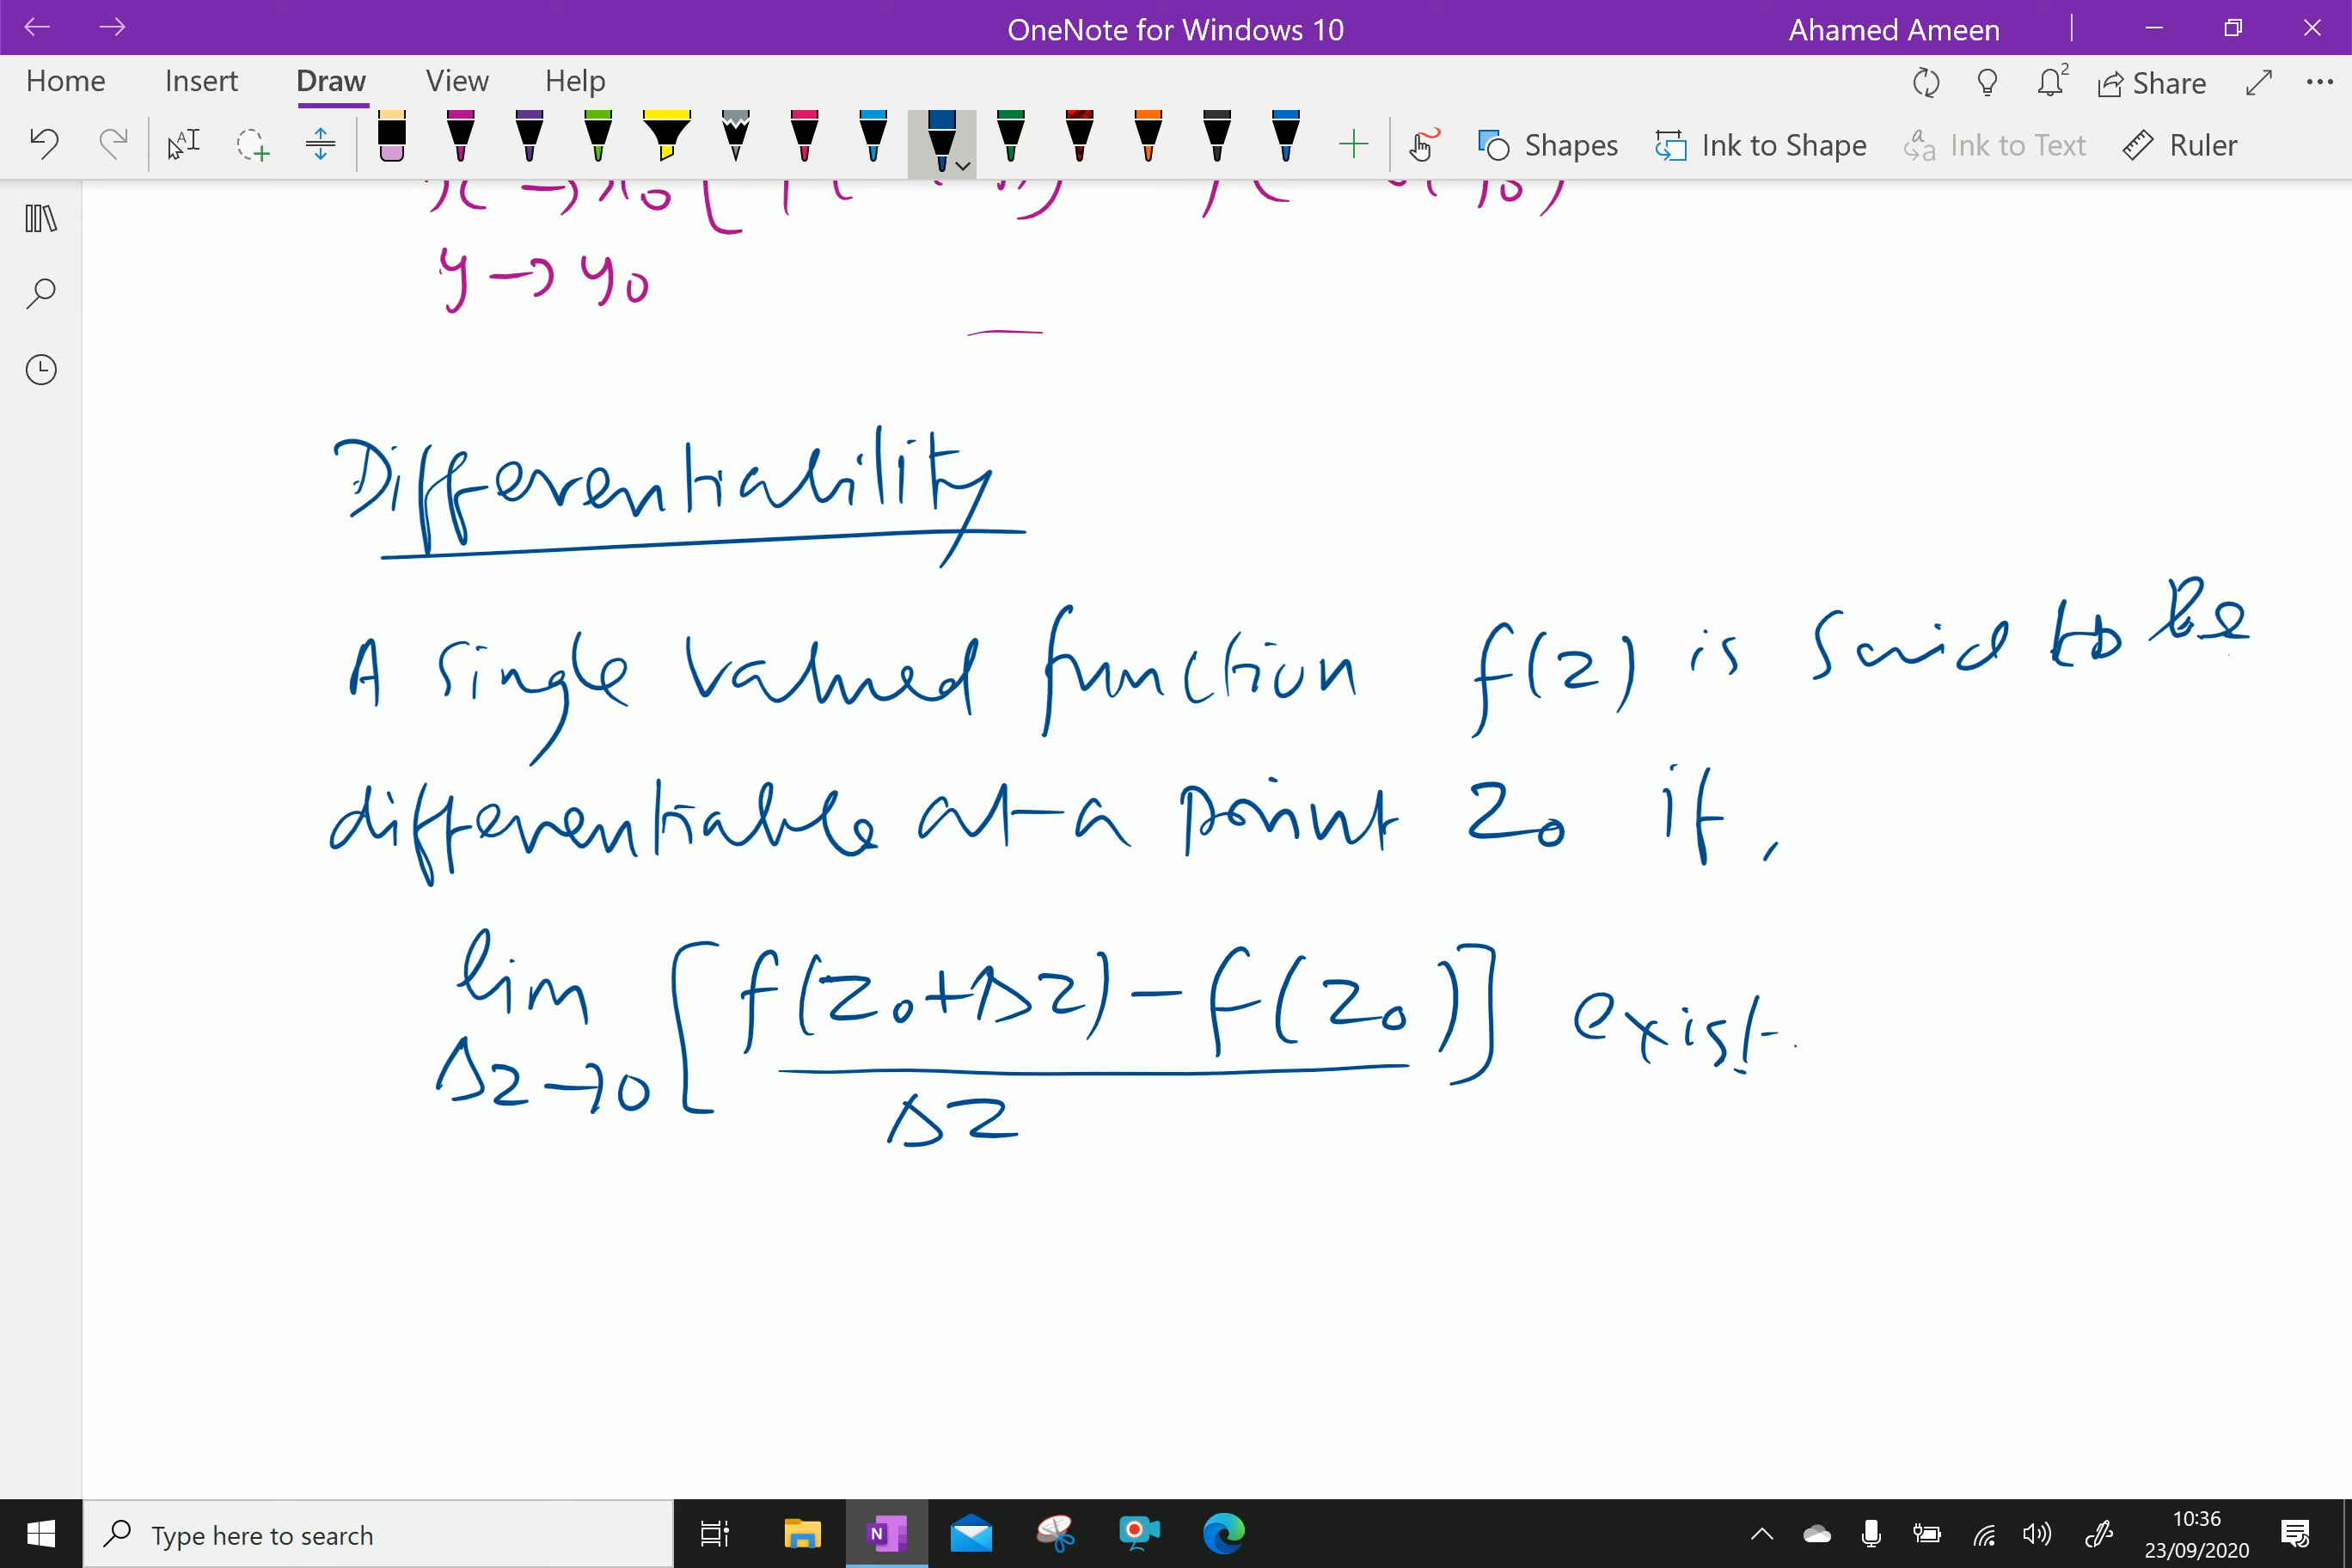 OneNote for Windows 10
Ahamed Ameen
Home Insert Draw View Help
2
Share
Shapes Ink to Shape Ink to Text Ruler
y → y₀
Differentiability
A single valued function f(z) is said to be
differentiable at a point z₀ if,
lim Δz→0 [f(z₀+Δz) - f(z₀) / Δz] exist.
Type here to search
10:36
23/09/2020